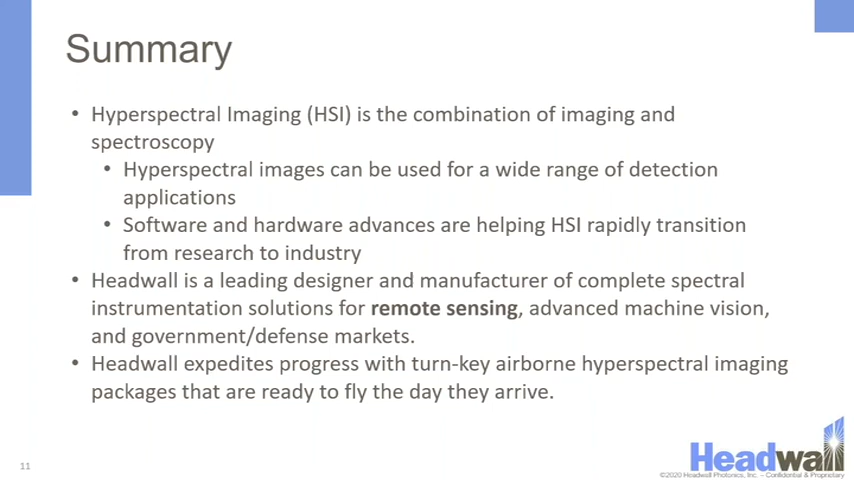 Summary
• Hyperspectral Imaging (HSI) is the combination of imaging and
spectroscopy
• Hyperspectral images can be used for a wide range of detection
applications
• Software and hardware advances are helping HSI rapidly transition
from research to industry
• Headwall is a leading designer and manufacturer of complete spectral
instrumentation solutions for remote sensing, advanced machine vision,
and government/defense markets.
• Headwall expedites progress with turn-key airborne hyperspectral imaging
packages that are ready to fly the day they arrive.
11
Headwall
©2020 Headwall Photonics, Inc. – Confidential & Proprietary